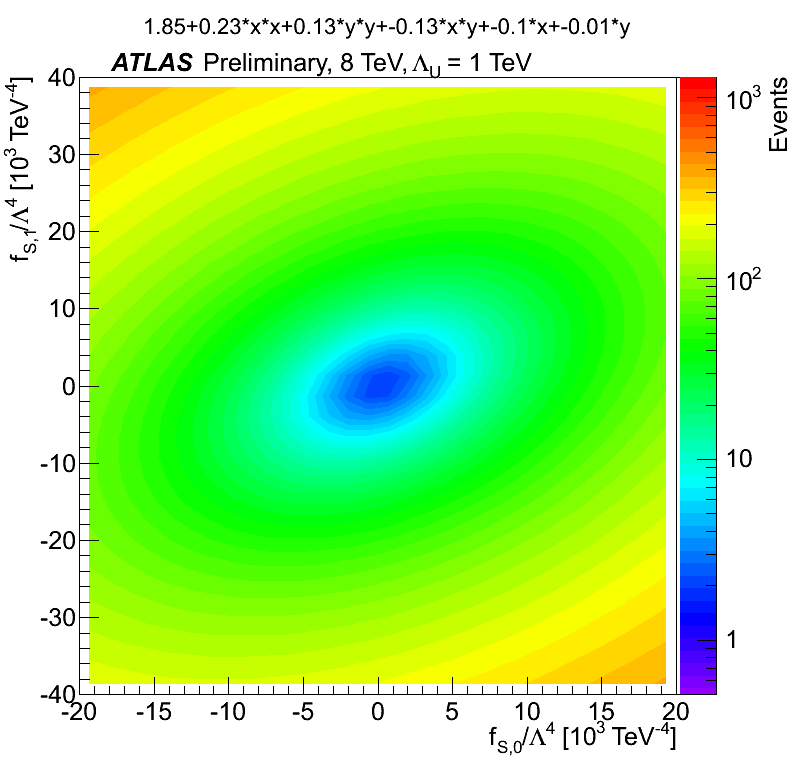 1.85+0.23*x*x+0.13*y*y+-0.13*x*y+-0.1*x+-0.01*y
ATLAS Preliminary, 8 TeV, Λ_U = 1 TeV
f_S,1/Λ^4 [10^3 TeV^-4]
40
30
20
10
0
-10
-20
-30
-40
-20 -15 -10 -5 0 5 10 15 20
f_S,0/Λ^4 [10^3 TeV^-4]
Events
10^3
10^2
10
1